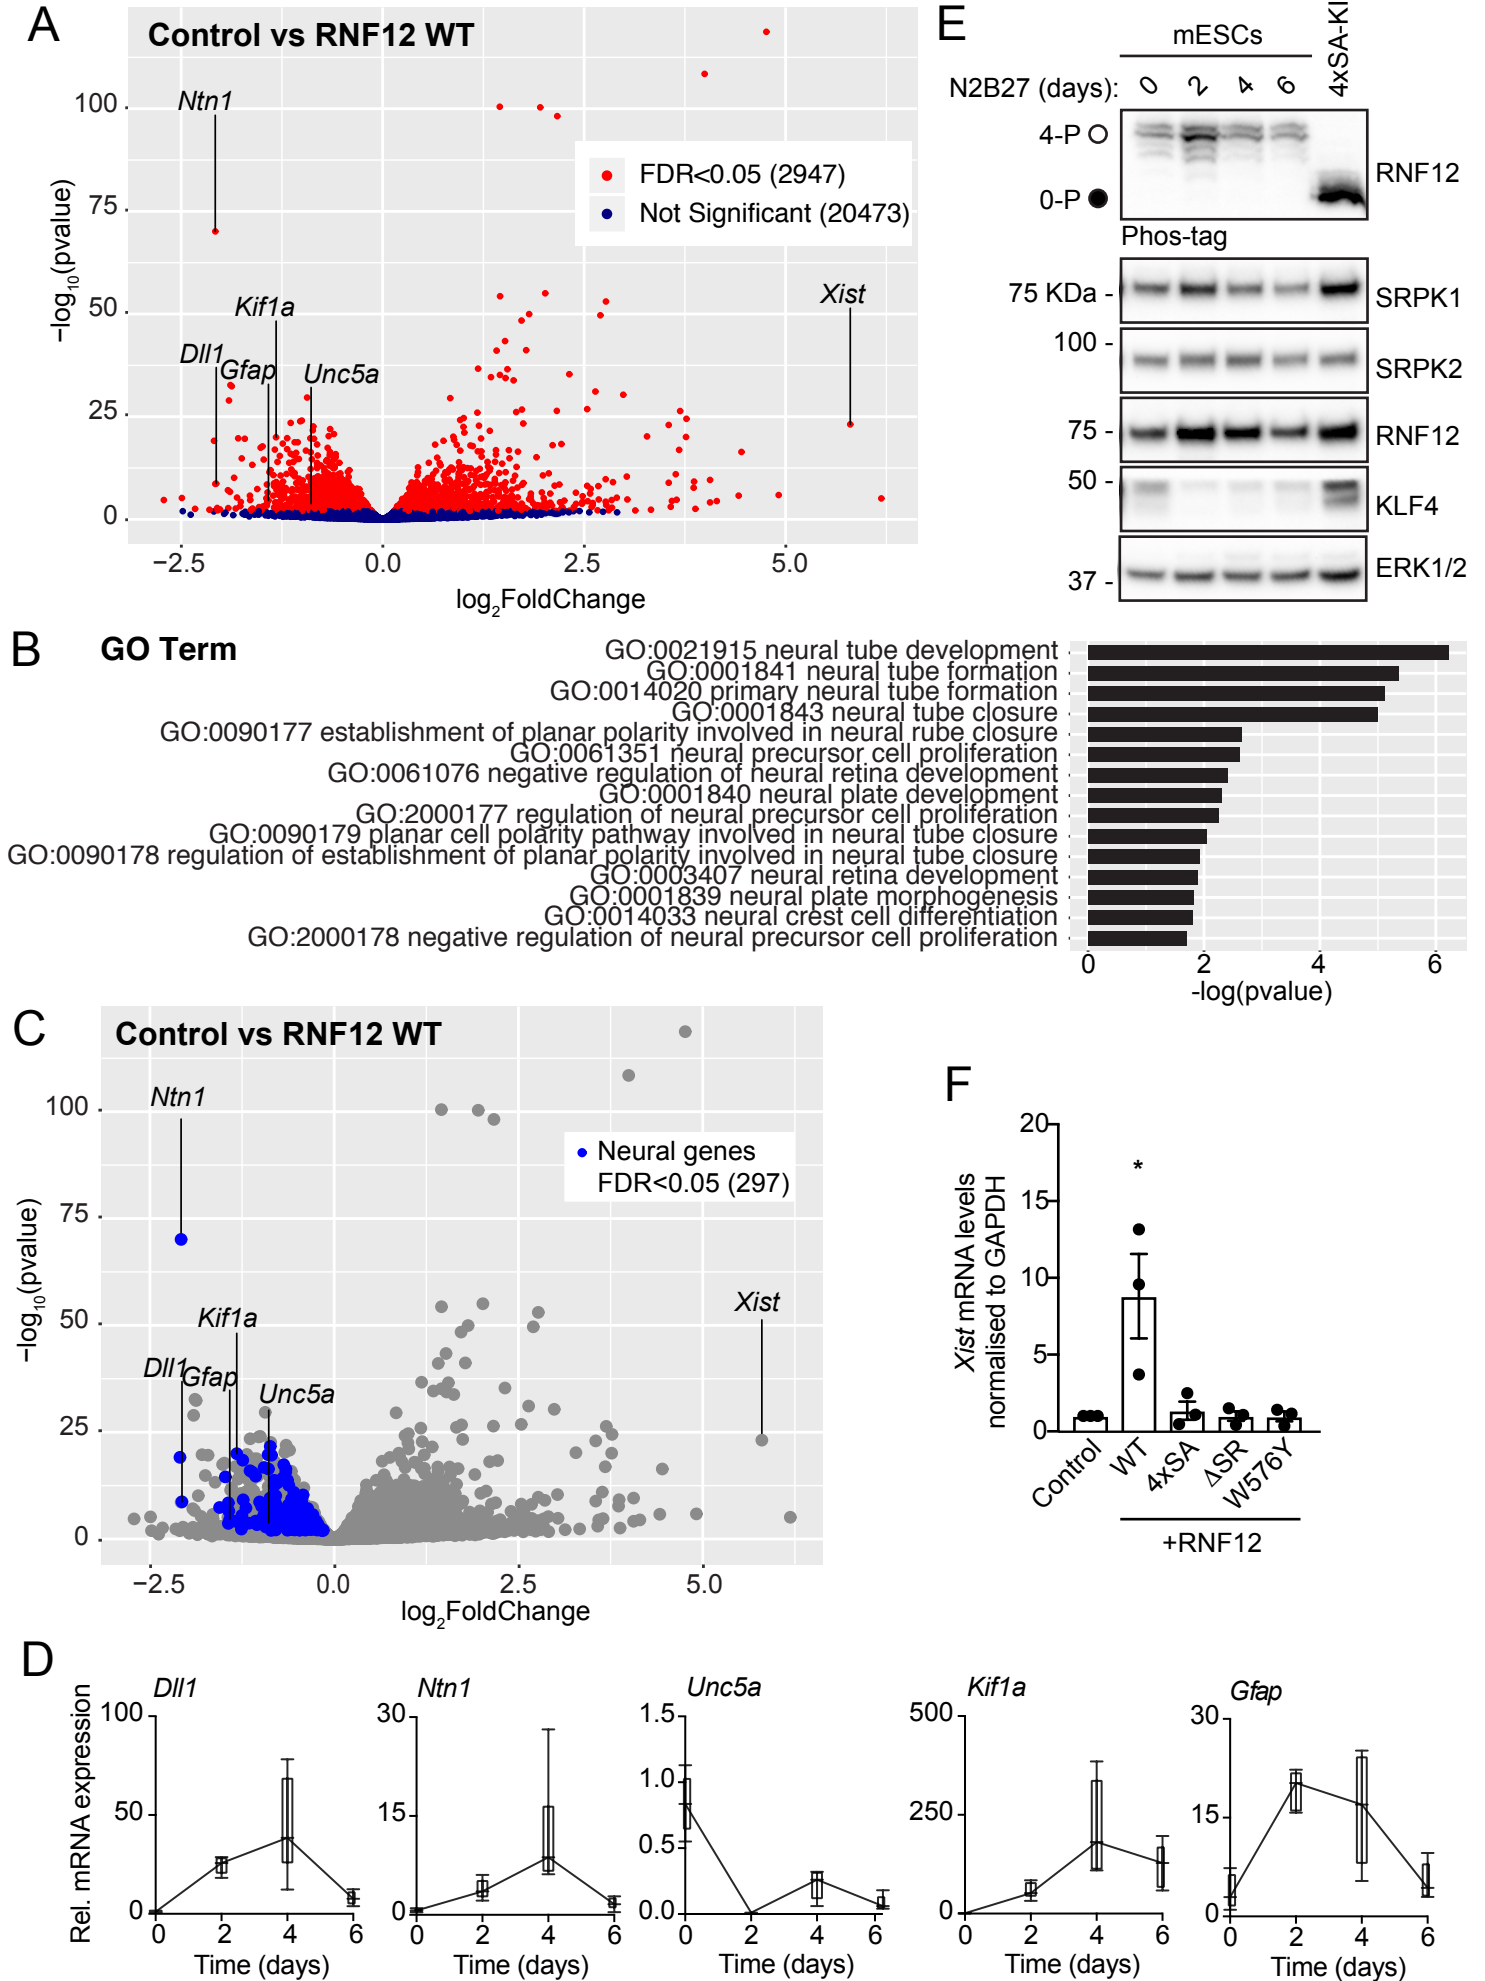 A
Control vs RNF12 WT
Ntn1
Kif1a
Dll1
Gfap
Unc5a
Xist
FDR<0.05 (2947)
Not Significant (20473)
−log10(pvalue)
100
75
50
25
0
−2.5
0.0
2.5
5.0
log2FoldChange
E
mESCs
4xSA-KI
N2B27 (days):
0
2
4
6
4-P
0-P
RNF12
Phos-tag
75 KDa -
SRPK1
100 -
SRPK2
75 -
RNF12
50 -
KLF4
37 -
ERK1/2
B
GO Term
GO:0021915 neural tube development
GO:0001841 neural tube formation
GO:0014020 primary neural tube formation
GO:0001843 neural tube closure
GO:0090177 establishment of planar polarity involved in neural rube closure
GO:0061351 neural precursor cell proliferation
GO:0061076 negative regulation of neural retina development
GO:0001840 neural plate development
GO:2000177 regulation of neural precursor cell proliferation
GO:0090179 planar cell polarity pathway involved in neural tube closure
GO:0090178 regulation of establishment of planar polarity involved in neural tube closure
GO:0003407 neural retina development
GO:0001839 neural plate morphogenesis
GO:0014033 neural crest cell differentiation
GO:2000178 negative regulation of neural precursor cell proliferation
0
2
4
6
-log(pvalue)
C
Control vs RNF12 WT
Ntn1
Kif1a
Dll1
Gfap
Unc5a
Xist
Neural genes
FDR<0.05 (297)
−log10(pvalue)
100
75
50
25
0
−2.5
0.0
2.5
5.0
log2FoldChange
F
Xist mRNA levels
normalised to GAPDH
20
15
10
5
0
*
Control
WT
4xSA
ΔSR
W576Y
+RNF12
D
Rel. mRNA expression
Dll1
100
50
0
0
2
4
6
Time (days)
Ntn1
30
15
0
0
2
4
6
Time (days)
Unc5a
1.5
1.0
0.5
0.0
0
2
4
6
Time (days)
Kif1a
500
250
0
0
2
4
6
Time (days)
Gfap
30
15
0
0
2
4
6
Time (days)